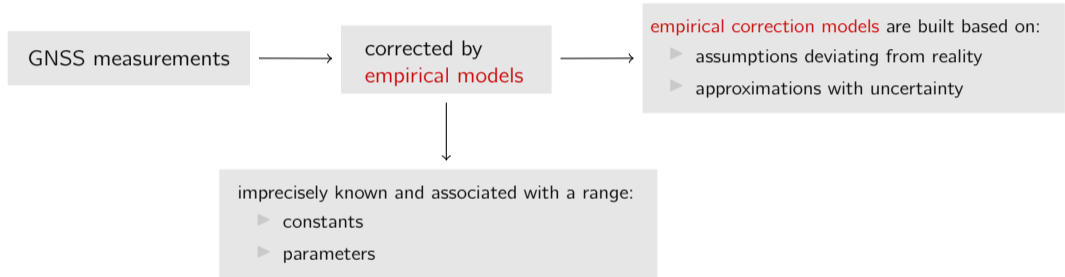 GNSS measurements
corrected by
empirical models
empirical correction models are built based on:
assumptions deviating from reality
approximations with uncertainty
imprecisely known and associated with a range:
constants
parameters